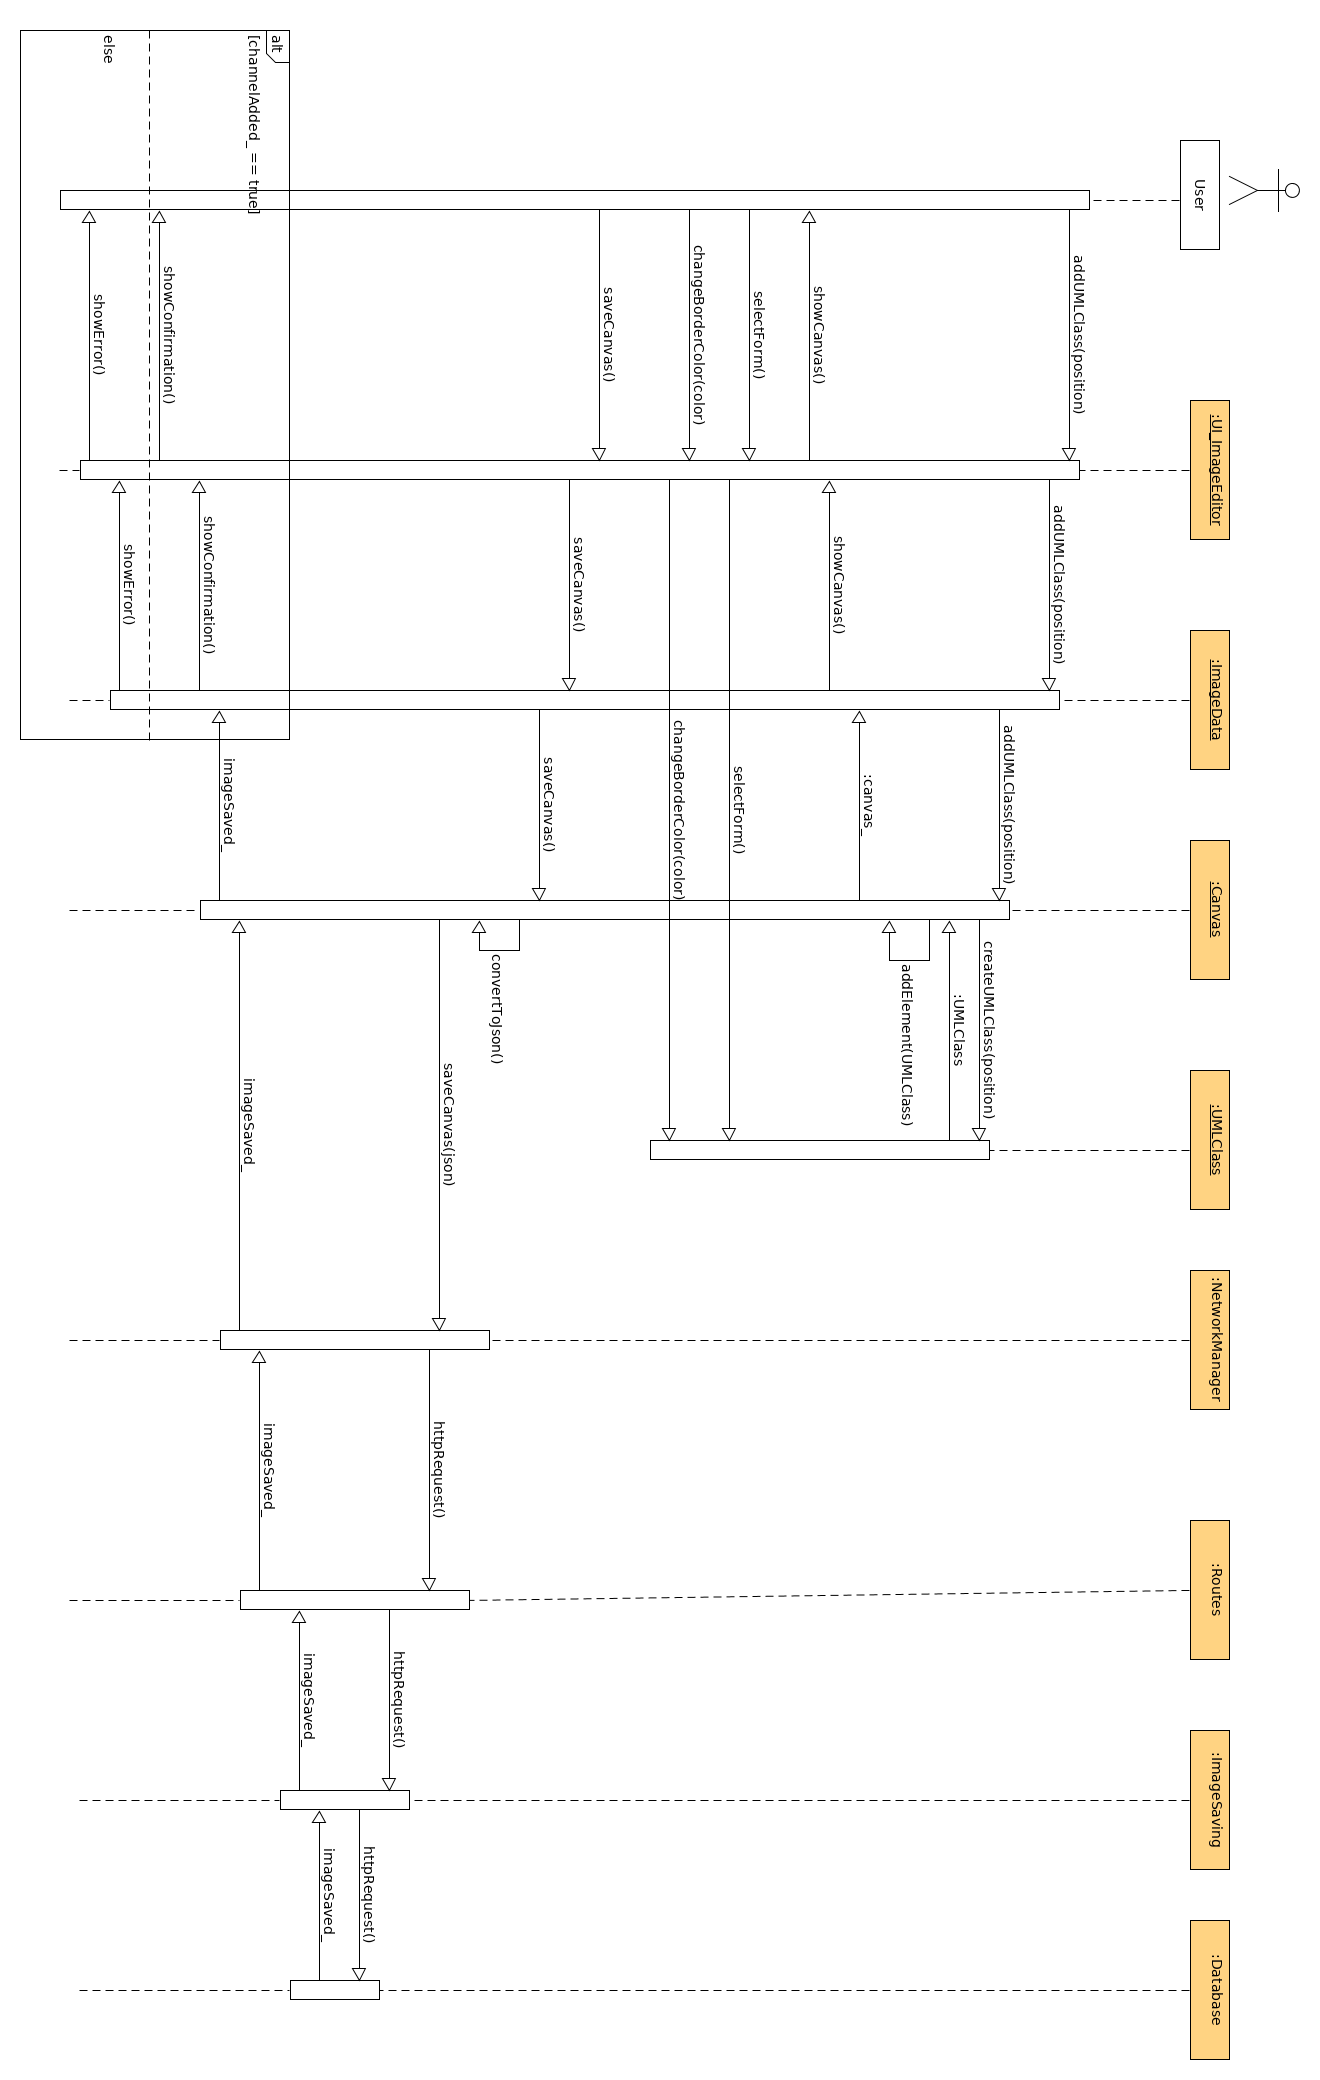 User
:UI_ImageEditor
:ImageData
:Canvas
:UMLClass
:NetworkManager
:Routes
:ImageSaving
:Database
addUMLClass(position)
addUMLClass(position)
addUMLClass(position)
createUMLClass(position)
:UMLClass
addElement(UMLClass)
:canvas_
showCanvas()
showCanvas()
selectForm()
selectForm()
changeBorderColor(color)
changeBorderColor(color)
saveCanvas()
saveCanvas()
saveCanvas()
convertToJson()
saveCanvas(json)
httpRequest()
httpRequest()
httpRequest()
imageSaved_
imageSaved_
imageSaved_
imageSaved_
imageSaved_
alt
[channelAdded_ == true]
showConfirmation()
showConfirmation()
else
showError()
showError()